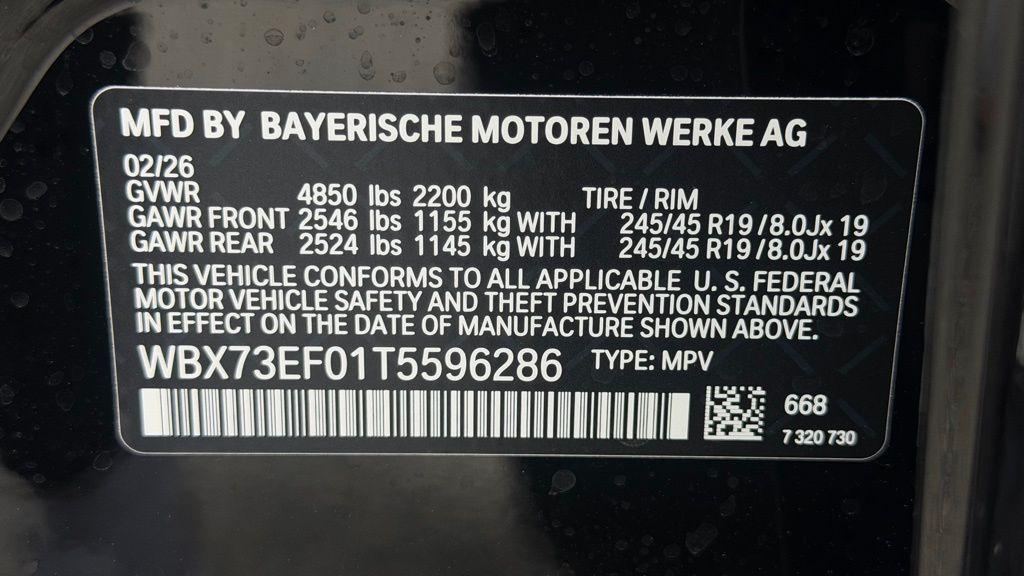 MFD BY BAYERISCHE MOTOREN WERKE AG
02/26
GVWR 4850 lbs 2200 kg TIRE / RIM
GAWR FRONT 2546 lbs 1155 kg WITH 245/45 R19 / 8.0Jx 19
GAWR REAR 2524 lbs 1145 kg WITH 245/45 R19 / 8.0Jx 19
THIS VEHICLE CONFORMS TO ALL APPLICABLE U. S. FEDERAL
MOTOR VEHICLE SAFETY AND THEFT PREVENTION STANDARDS
IN EFFECT ON THE DATE OF MANUFACTURE SHOWN ABOVE.
WBX73EF01T5596286 TYPE: MPV
668
7 320 730